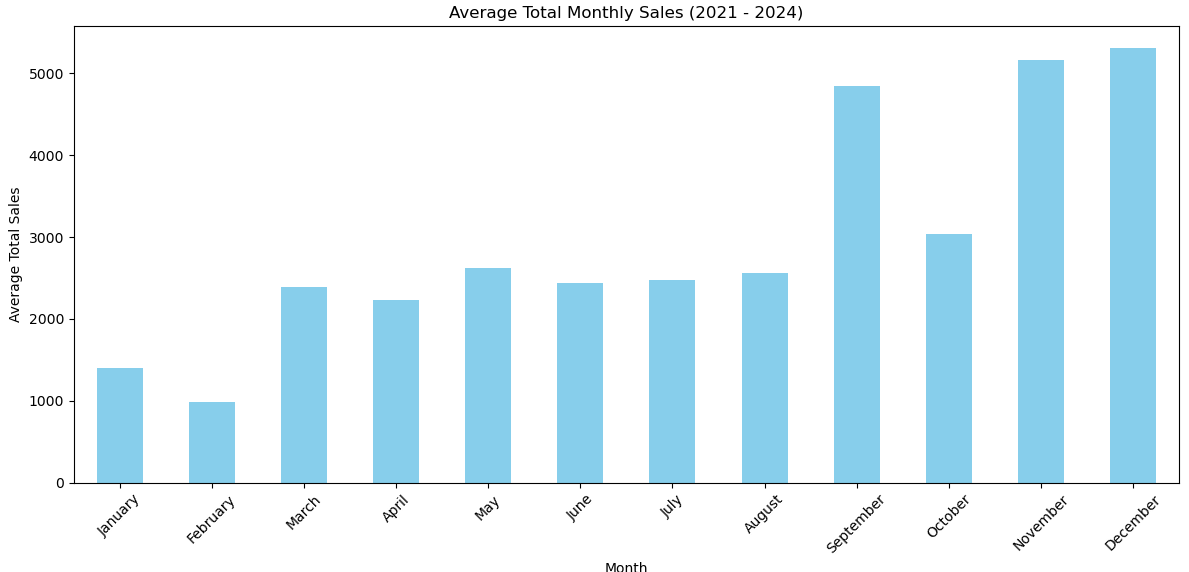 Average Total Monthly Sales (2021 - 2024)
Average Total Sales
5000
4000
3000
2000
1000
0
January
February
March
April
May
June
July
August
September
October
November
December
Month